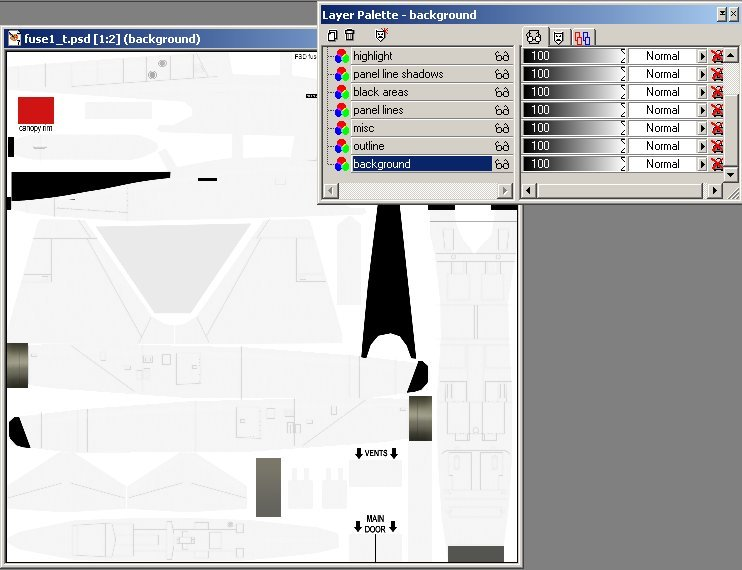 Layer Palette - background
fuse1_t.psd [1:2] (background)
highlight 100 Normal
panel line shadows 100 Normal
black areas 100 Normal
panel lines 100 Normal
misc 100 Normal
outline 100 Normal
background 100 Normal
FSD fus
canopy rim
VENTS
MAIN
DOOR